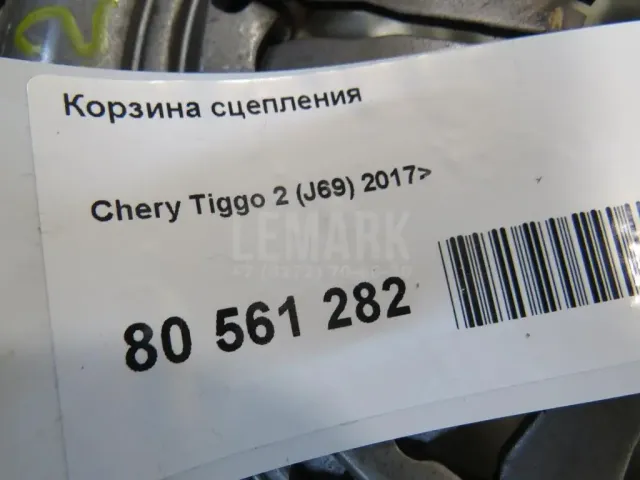 Корзина сцепления
Chery Tiggo 2 (J69) 2017>
LEMARK
80 561 282